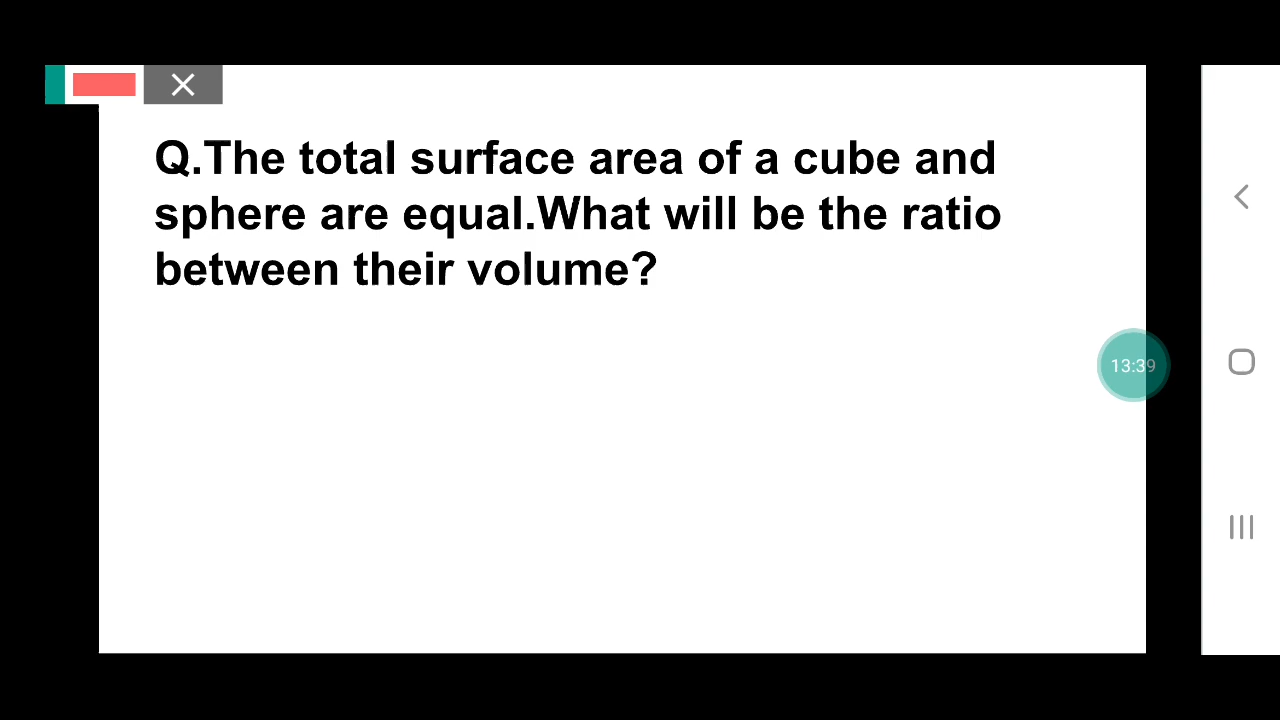 Q.The total surface area of a cube and
sphere are equal.What will be the ratio
between their volume?
13:39